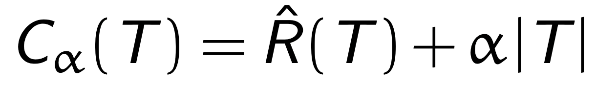 C_α(T) = R̂(T) + α|T|